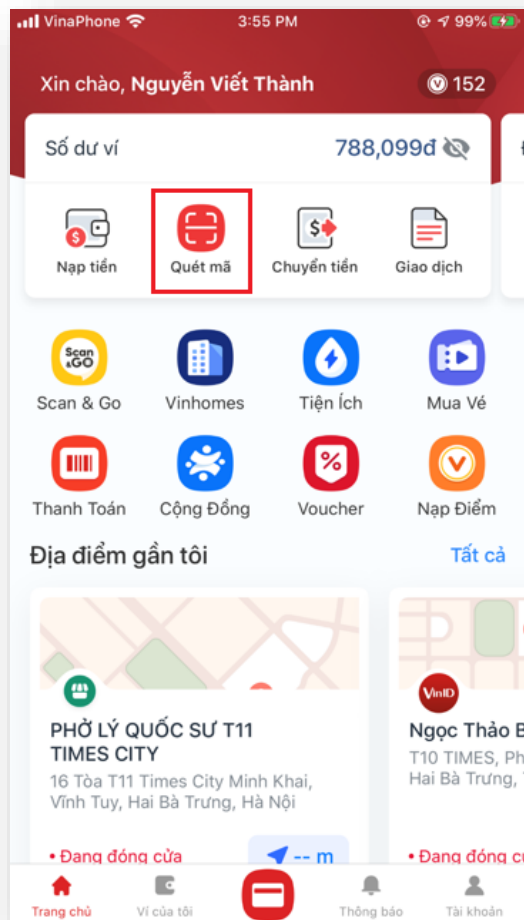 VinaPhone 3:55 PM 99%
Xin chào, Nguyễn Viết Thành 152
Số dư ví 788,099đ
Nạp tiền Quét mã Chuyển tiền Giao dịch
Scan & GO
Scan & Go Vinhomes Tiện Ích Mua Vé
Thanh Toán Cộng Đồng Voucher Nạp Điểm
Địa điểm gần tôi Tất cả
VinID
PHỞ LÝ QUỐC SƯ T11
TIMES CITY
16 Tòa T11 Times City Minh Khai,
Vĩnh Tuy, Hai Bà Trưng, Hà Nội
• Đang đóng cửa -- m
Ngọc Thảo
T10 TIMES,
Hai Bà Trưng,
• Đang đóng
Trang chủ Ví của tôi Thông báo Tài khoản